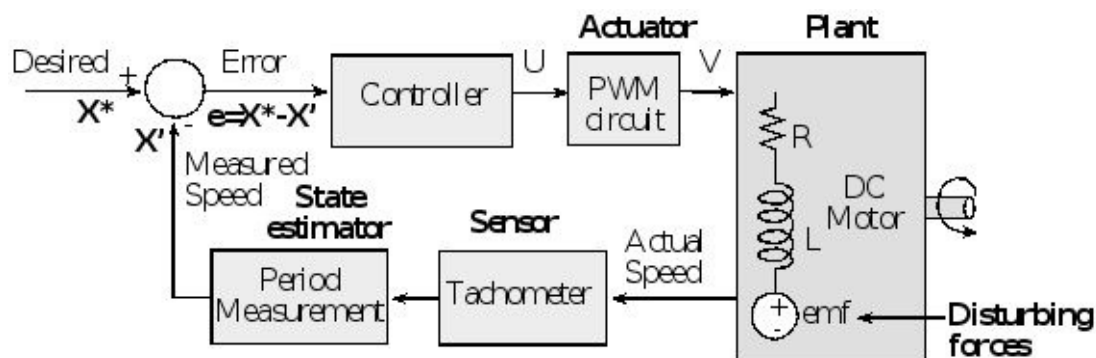 Actuator
Plant
Desired
+
Error
U
V
Controller
PWM
circuit
X*
-
e=X*-X'
X'
R
Measured
Speed
State
estimator
Sensor
DC
Motor
L
Actual
Speed
Period
Measurement
Tachometer
+
-
emf
Disturbing
forces